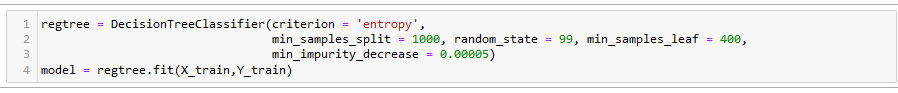 1 regtree = DecisionTreeClassifier(criterion = 'entropy',
2 min_samples_split = 1000, random_state = 99, min_samples_leaf = 400,
3 min_impurity_decrease = 0.00005)
4 model = regtree.fit(X_train,Y_train)